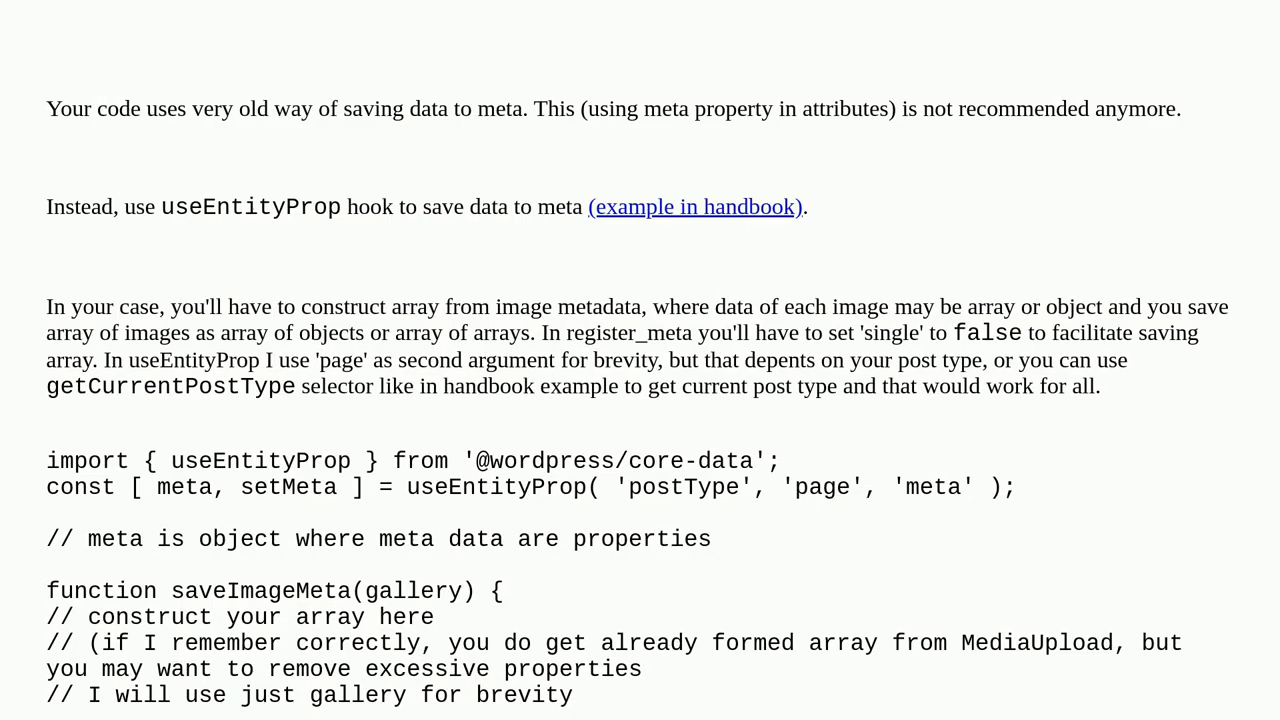 Your code uses very old way of saving data to meta. This (using meta property in attributes) is not recommended anymore.
Instead, use useEntityProp hook to save data to meta (example in handbook).
In your case, you'll have to construct array from image metadata, where data of each image may be array or object and you save
array of images as array of objects or array of arrays. In register_meta you'll have to set 'single' to false to facilitate saving
array. In useEntityProp I use 'page' as second argument for brevity, but that depents on your post type, or you can use
getCurrentPostType selector like in handbook example to get current post type and that would work for all.
import { useEntityProp } from '@wordpress/core-data';
const [ meta, setMeta ] = useEntityProp( 'postType', 'page', 'meta' );
// meta is object where meta data are properties
function saveImageMeta(gallery) {
// construct your array here
// (if I remember correctly, you do get already formed array from MediaUpload, but
you may want to remove excessive properties
// I will use just gallery for brevity